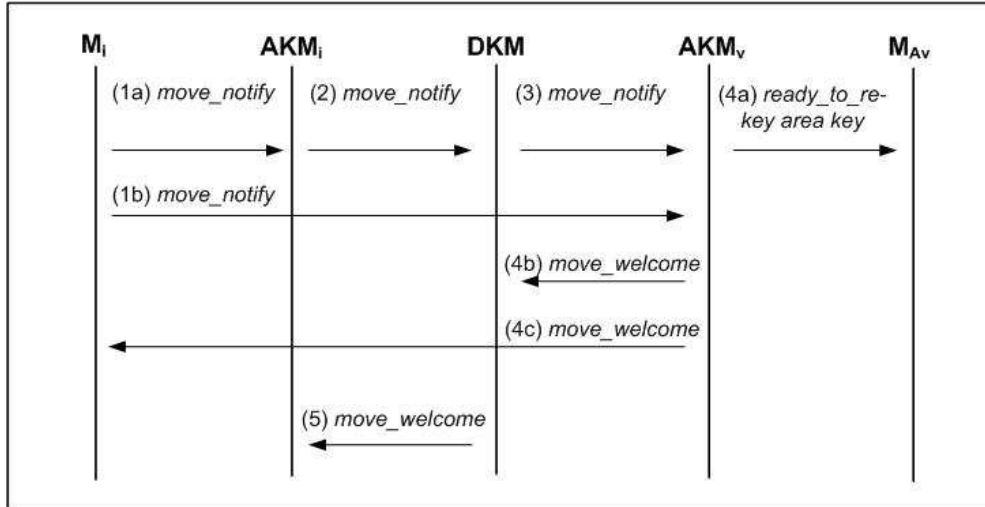 Mi AKMi DKM AKMv MAv
(1a) move_notify (2) move_notify (3) move_notify (4a) ready_to_re-
key area key
(1b) move_notify
(4b) move_welcome
(4c) move_welcome
(5) move_welcome